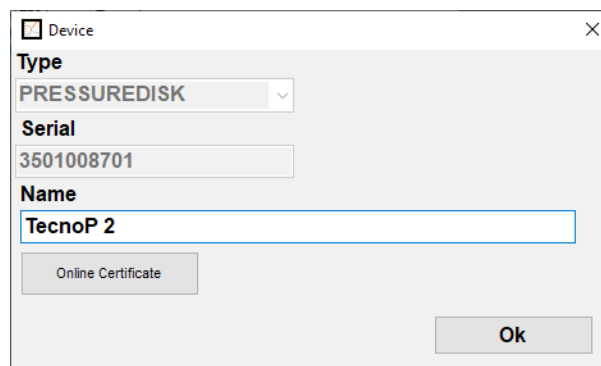 Device
Type
PRESSUREDISK
Serial
3501008701
Name
TecnoP 2
Online Certificate
Ok